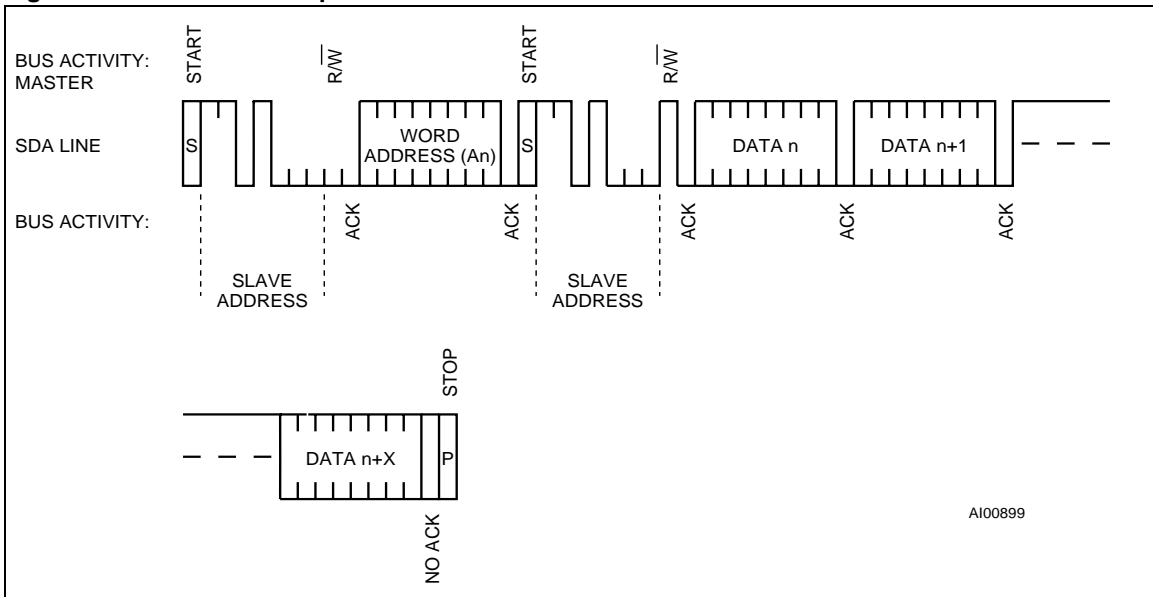 BUS ACTIVITY:
MASTER
START
R/W
START
R/W
SDA LINE
S
WORD
ADDRESS (An)
S
DATA n
DATA n+1
BUS ACTIVITY:
ACK
ACK
ACK
ACK
ACK
SLAVE
ADDRESS
SLAVE
ADDRESS
STOP
DATA n+X
P
NO ACK
AI00899